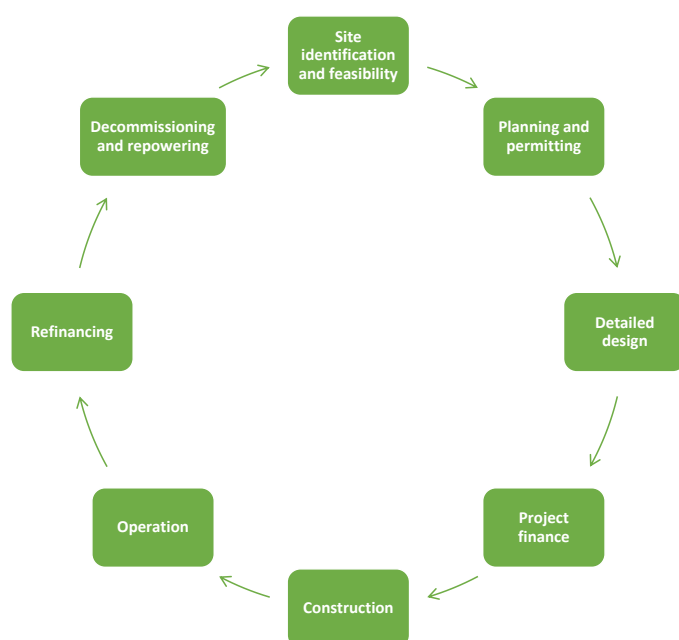 Site
identification
and feasibility
Planning and
permitting
Detailed
design
Project
finance
Construction
Operation
Refinancing
Decommissioning
and repowering